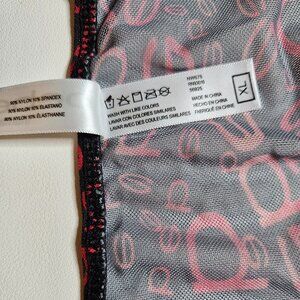 90% NYLON 10% SPANDEX
90% NYLON 10% ELASTANO
90% NYLON 10% ÉLASTHANNE
WASH WITH LIKE COLORS
LAVAR CON COLORES SIMILARES
LAVER AVEC DES COULEURS SIMILAIRES
MADE IN CHINA
HECHO EN CHINA
FABRIQUÉ EN CHINE
XL